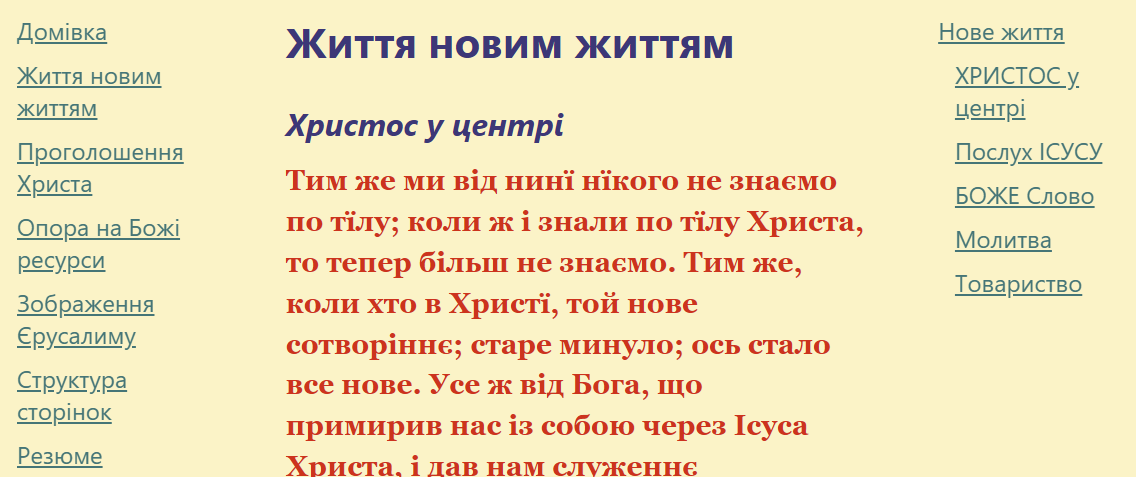 Домівка
Життя новим
життям
Проголошення
Христа
Опора на Божі
ресурси
Зображення
Єрусалиму
Структура
сторінок
Резюме
Життя новим життям
Христос у центрі
Тим же ми від нинї нїкого не знаємо
по тїлу; коли ж і знали по тїлу Христа,
то тепер більш не знаємо. Тим же,
коли хто в Христї, той нове
сотворіннє; старе минуло; ось стало
все нове. Усе ж від Бога, що
примирив нас із собою через Ісуса
Христа, і дав нам служеннє
Нове життя
ХРИСТОС у
центрі
Послух ІСУСУ
БОЖЕ Слово
Молитва
Товариство